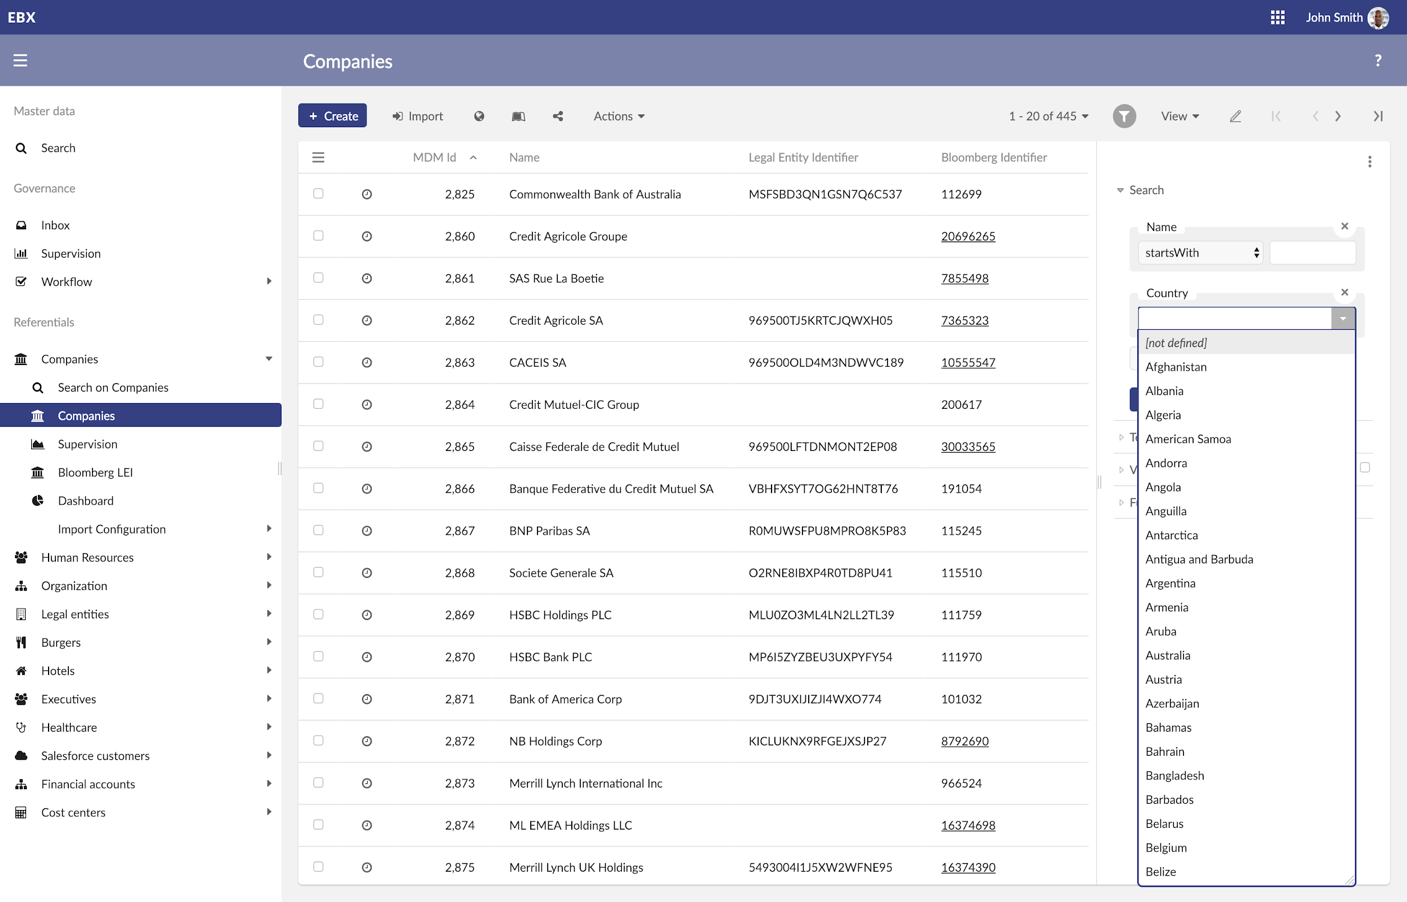 EBX
John Smith
Companies
?
Master data
Search
Governance
Inbox
Supervision
Workflow
Referentials
Companies
Search on Companies
Companies
Supervision
Bloomberg LEI
Dashboard
Import Configuration
Human Resources
Organization
Legal entities
Burgers
Hotels
Executives
Healthcare
Salesforce customers
Financial accounts
Cost centers
+ Create Import Actions 1 - 20 of 445 View
MDM Id Name Legal Entity Identifier Bloomberg Identifier
2,825 Commonwealth Bank of Australia MSFSBD3QN1GSN7Q6C537 112699
2,860 Credit Agricole Groupe 20696265
2,861 SAS Rue La Boetie 7855498
2,862 Credit Agricole SA 969500TJ5KRTCJQWXH05 7365323
2,863 CACEIS SA 969500OLD4M3NDWVC189 10555547
2,864 Credit Mutuel-CIC Group 200617
2,865 Caisse Federale de Credit Mutuel 969500LFTDNMONT2EP08 30033565
2,866 Banque Federative du Credit Mutuel SA VBHFXSYT7OG62HNT8T76 191054
2,867 BNP Paribas SA R0MUWSFPU8MPRO8K5P83 115245
2,868 Societe Generale SA O2RNE8IBXP4R0TD8PU41 115510
2,869 HSBC Holdings PLC MLU0ZO3ML4LN2LL2TL39 111759
2,870 HSBC Bank PLC MP6I5ZYZBEU3UXPYFY54 111970
2,871 Bank of America Corp 9DJT3UXIJIZJI4WXO774 101032
2,872 NB Holdings Corp KICLUKNX9RFGEJXSJP27 8792690
2,873 Merrill Lynch International Inc 966524
2,874 ML EMEA Holdings LLC 16374698
2,875 Merrill Lynch UK Holdings 5493004I1J5XW2WFNE95 16374390
Search
Name
startsWith
Country
[not defined]
Afghanistan
Albania
Algeria
American Samoa
Andorra
Angola
Anguilla
Antarctica
Antigua and Barbuda
Argentina
Armenia
Aruba
Australia
Austria
Azerbaijan
Bahamas
Bahrain
Bangladesh
Barbados
Belarus
Belgium
Belize